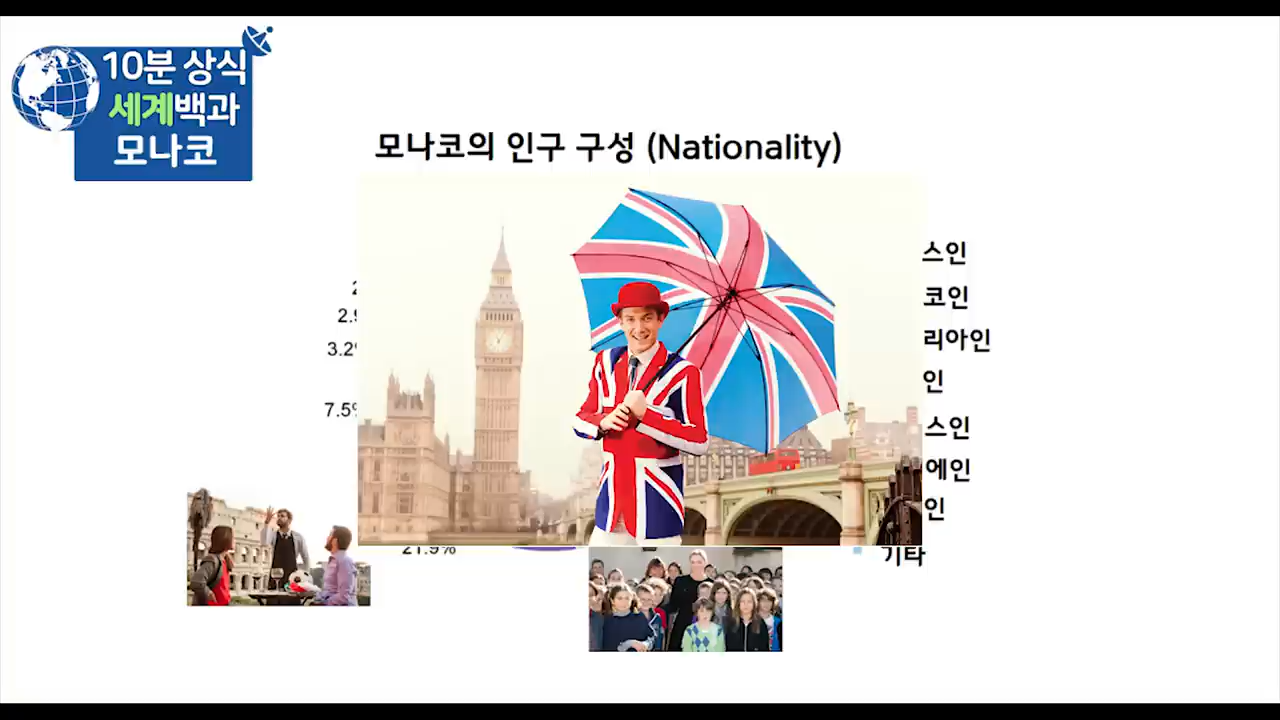 10분 상식
세계백과
모나코
모나코의 인구 구성 (Nationality)
스인
코인
리아인
인
스인
에인
인
기타
2.9
3.2%
7.5%
21.9%